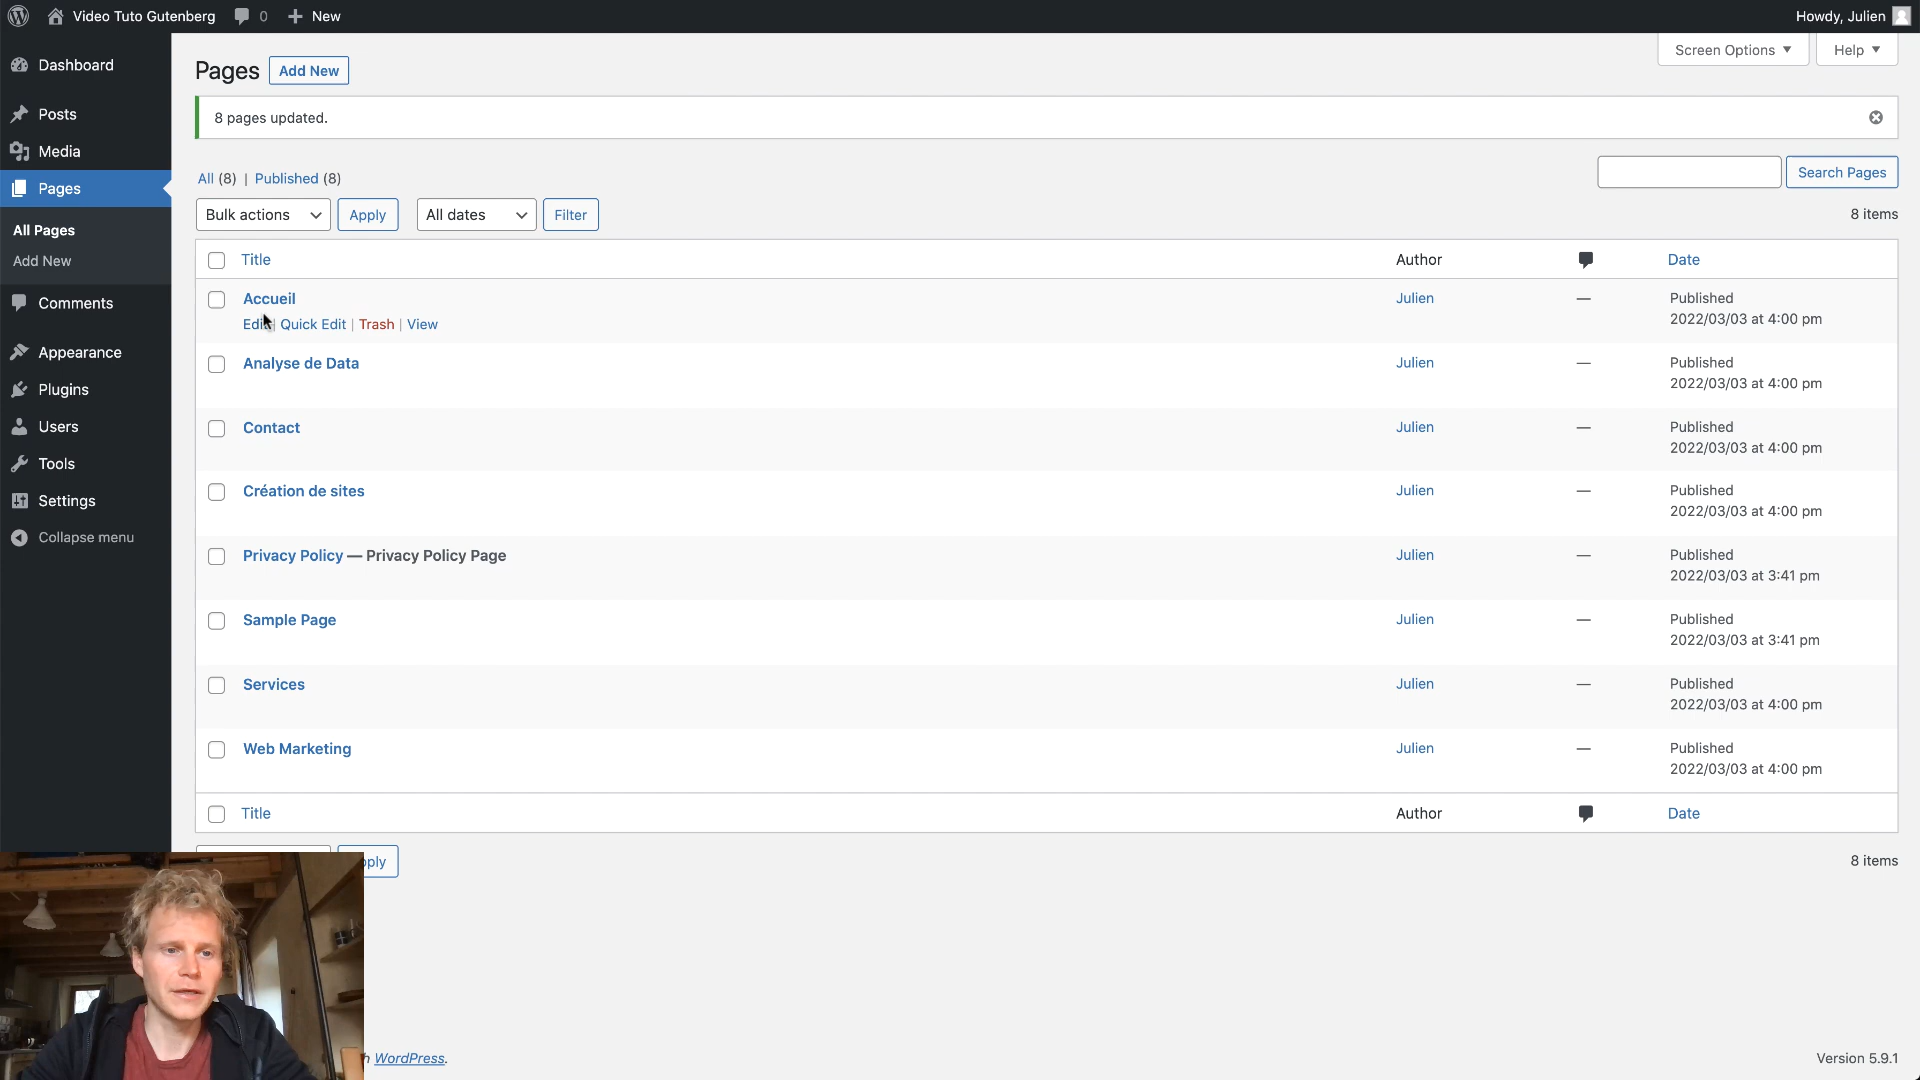 Video Tuto Gutenberg 0 New Howdy, Julien
Screen Options Help
Dashboard
Posts
Media
Pages
All Pages
Add New
Comments
Appearance
Plugins
Users
Tools
Settings
Collapse menu
Pages Add New
8 pages updated.
All (8) | Published (8)
Search Pages
Bulk actions Apply All dates Filter 8 items
Title Author Date
Accueil Julien — Published
2022/03/03 at 4:00 pm
Edit | Quick Edit | Trash | View
Analyse de Data Julien — Published
2022/03/03 at 4:00 pm
Contact Julien — Published
2022/03/03 at 4:00 pm
Création de sites Julien — Published
2022/03/03 at 4:00 pm
Privacy Policy — Privacy Policy Page Julien — Published
2022/03/03 at 3:41 pm
Sample Page Julien — Published
2022/03/03 at 3:41 pm
Services Julien — Published
2022/03/03 at 4:00 pm
Web Marketing Julien — Published
2022/03/03 at 4:00 pm
Title Author Date
pply 8 items
h WordPress. Version 5.9.1